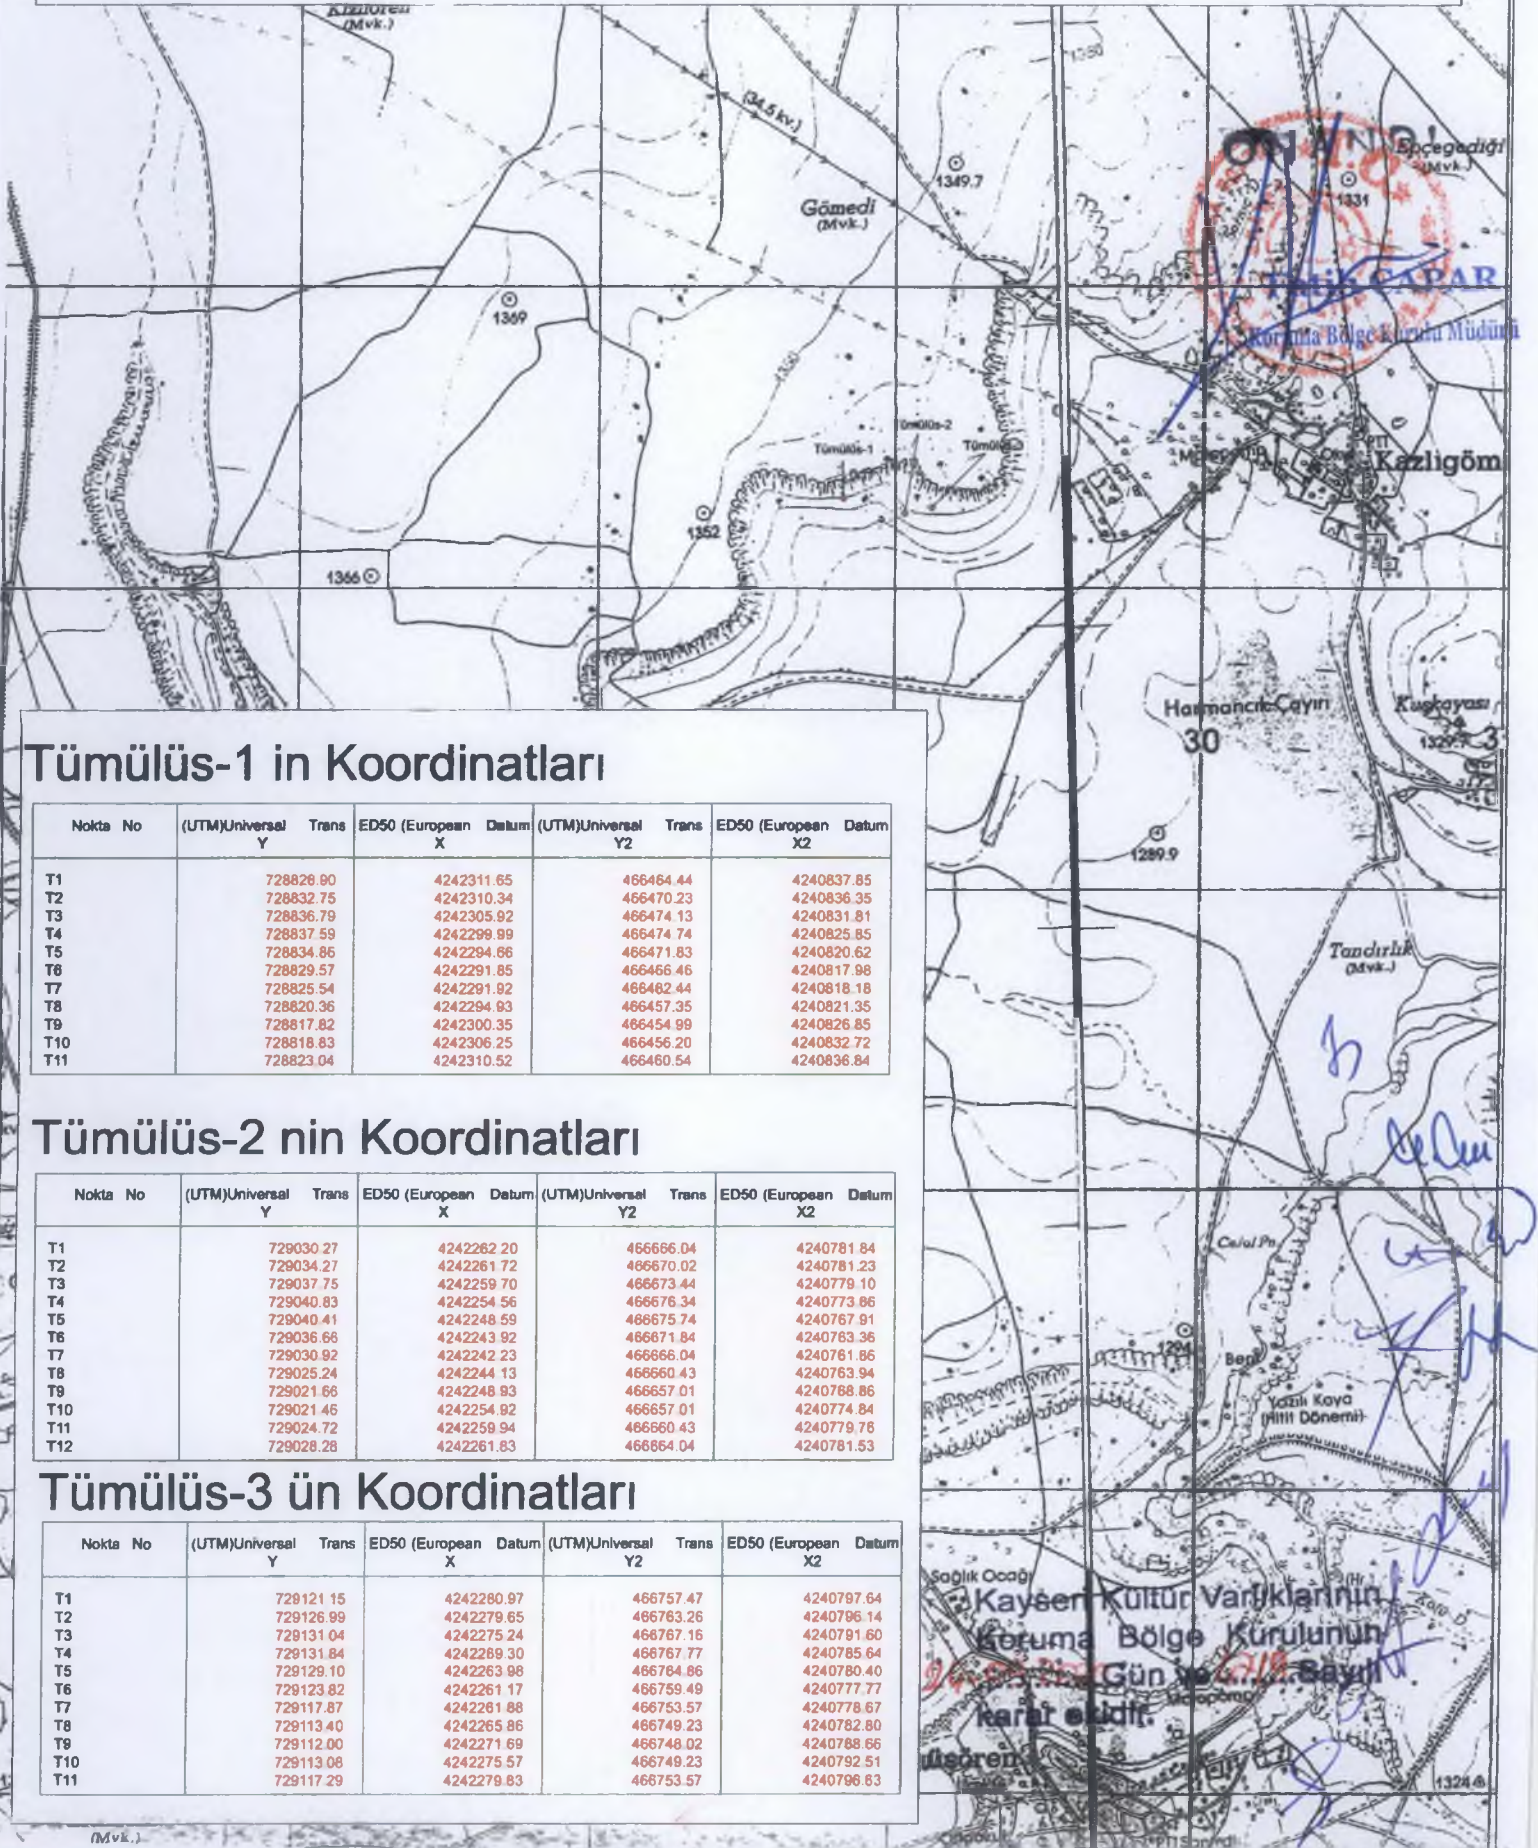 Kızılören
(Mvk.)
1350
(34.5 kv.)
1349.7
Gömedi
(Mvk.)
ONANDI
Epçegediği
(Mvk.)
1331
ÇAPAR
Koruma Bölge Kurulu Müdürü
1369
1350
Tümülüs-1
Tümülüs-2
Tümülüs-3
PTT
Kazligöm
1352
1366
Harmancık Çayırı
30
Kuşkayası
3
1289.9
Tandırlık
(Mvk.)
Tümülüs-1 in Koordinatları
Nokta No (UTM)Universal Trans Y ED50 (European Datum X (UTM)Universal Trans Y2 ED50 (European Datum X2
T1 728826.90 4242311.65 466464.44 4240837.85
T2 728832.75 4242310.34 466470.23 4240836.35
T3 728836.79 4242305.92 466474.13 4240831.81
T4 728837.59 4242299.99 466474.74 4240825.85
T5 728834.86 4242294.66 466471.83 4240820.62
T6 728829.57 4242291.85 466466.46 4240817.98
T7 728825.54 4242291.92 466462.44 4240818.18
T8 728820.36 4242294.93 466457.35 4240821.35
T9 728817.82 4242300.35 466454.99 4240826.85
T10 728818.83 4242306.25 466456.20 4240832.72
T11 728823.04 4242310.52 466460.54 4240836.84
Tümülüs-2 nin Koordinatları
Nokta No (UTM)Universal Trans Y ED50 (European Datum X (UTM)Universal Trans Y2 ED50 (European Datum X2
T1 729030.27 4242262.20 466666.04 4240781.84
T2 729034.27 4242261.72 466670.02 4240781.23
T3 729037.75 4242259.70 466673.44 4240779.10
T4 729040.83 4242254.56 466676.34 4240773.86
T5 729040.41 4242248.59 466675.74 4240767.91
T6 729036.66 4242243.92 466671.84 4240763.36
T7 729030.92 4242242.23 466666.04 4240761.86
T8 729025.24 4242244.13 466660.43 4240763.94
T9 729021.66 4242248.93 466657.01 4240768.86
T10 729021.46 4242254.92 466657.01 4240774.84
T11 729024.72 4242259.94 466660.43 4240779.76
T12 729028.28 4242261.83 466664.04 4240781.53
Tümülüs-3 ün Koordinatları
Nokta No (UTM)Universal Trans Y ED50 (European Datum X (UTM)Universal Trans Y2 ED50 (European Datum X2
T1 729121.15 4242280.97 466757.47 4240797.64
T2 729126.99 4242279.65 466763.26 4240796.14
T3 729131.04 4242275.24 466767.16 4240791.60
T4 729131.84 4242269.30 466767.77 4240785.64
T5 729129.10 4242263.98 466764.86 4240780.40
T6 729123.82 4242261.17 466759.49 4240777.77
T7 729117.87 4242261.88 466753.57 4240778.67
T8 729113.40 4242265.86 466749.23 4240782.80
T9 729112.00 4242271.69 466748.02 4240788.66
T10 729113.08 4242275.57 466749.23 4240792.51
T11 729117.29 4242279.83 466753.57 4240796.63
Bent
Yazılı Kaya
(Hitit Dönemi)
Sağlık Ocağı
Kayseri Kültür Varlıklarının
Koruma Bölge Kurulunun
Gün ve Sayılı
karar ekidir.
1324
(Mvk.)